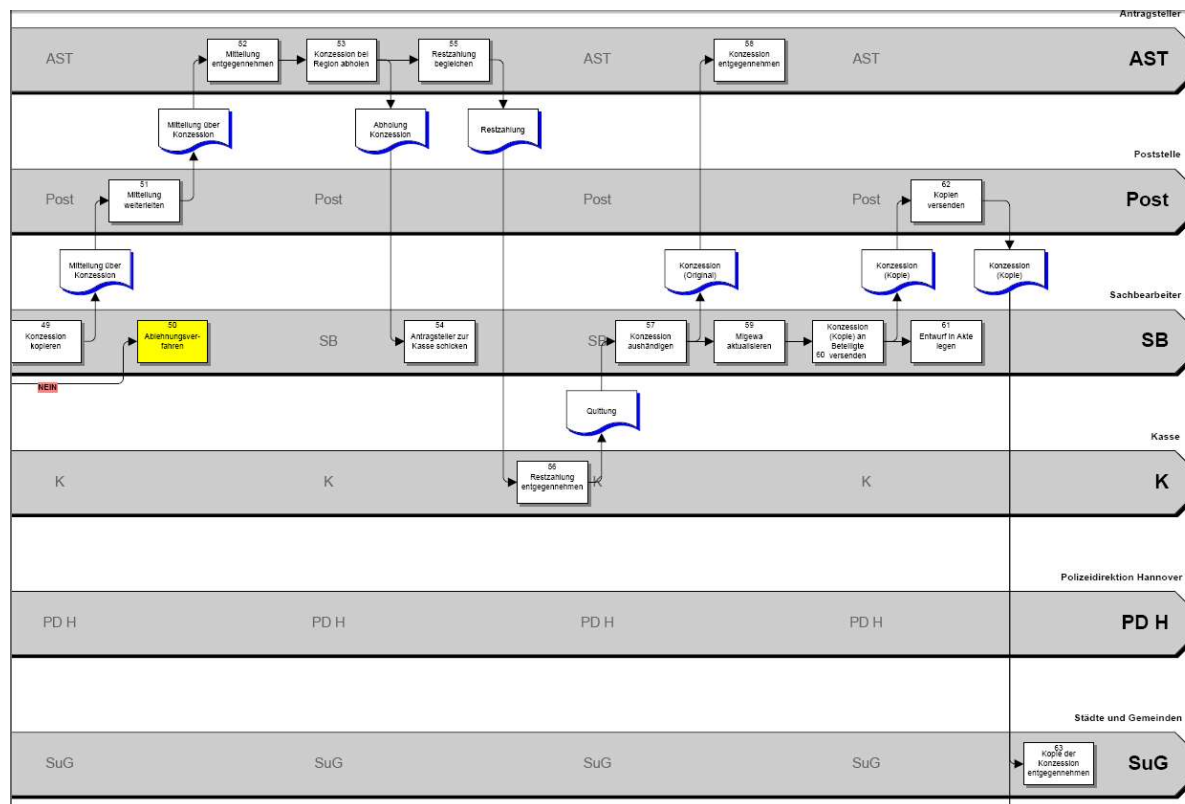 Antragsteller
52
Mitteilung
entgegennehmen
53
Konzession bei
Region abholen
55
Restzahlung
begleichen
58
Konzession
entgegennehmen
AST
AST
AST
AST
Mitteilung über
Konzession
Abholung
Konzession
Restzahlung
Poststelle
51
Mitteilung
weiterleiten
62
Kopien
versenden
Post
Post
Post
Post
Post
Mitteilung über
Konzession
Konzession
(Original)
Konzession
(Kopie)
Konzession
(Kopie)
Sachbearbeiter
49
Konzession
kopieren
50
Ablehnungsver-
fahren
54
Antragsteller zur
Kasse schicken
57
Konzession
aushändigen
59
Migewa
aktualisieren
Konzession
(Kopie) an
Beteiligte
60 versenden
61
Entwurf in Akte
legen
SB
SB
SB
NEIN
Quittung
Kasse
56
Restzahlung
entgegennehmen
K
K
K
K
K
Polizeidirektion Hannover
PD H
PD H
PD H
PD H
PD H
Städte und Gemeinden
63
Kopie der
Konzession
entgegennehmen
SuG
SuG
SuG
SuG
SuG